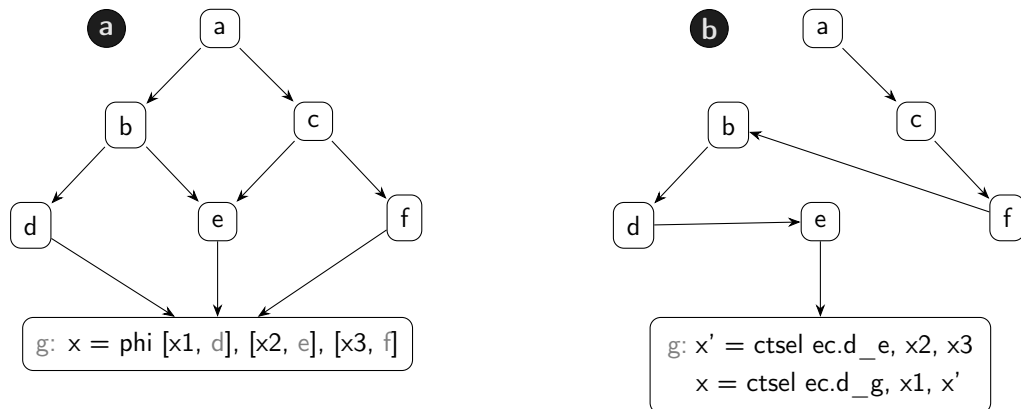 a
a
b
c
d
e
f
g: x = phi [x1, d], [x2, e], [x3, f]
b
a
b
c
d
e
f
g: x' = ctsel ec.d_e, x2, x3
x = ctsel ec.d_g, x1, x'